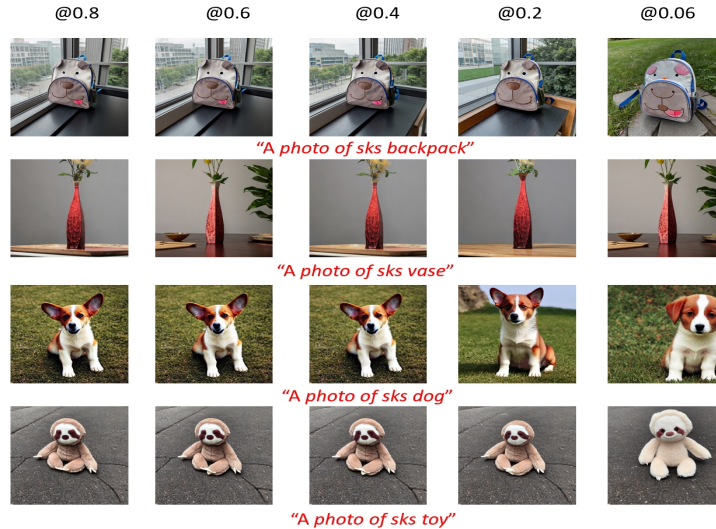 @0.8 @0.6 @0.4 @0.2 @0.06
“A photo of sks backpack”
“A photo of sks vase”
“A photo of sks dog”
“A photo of sks toy”